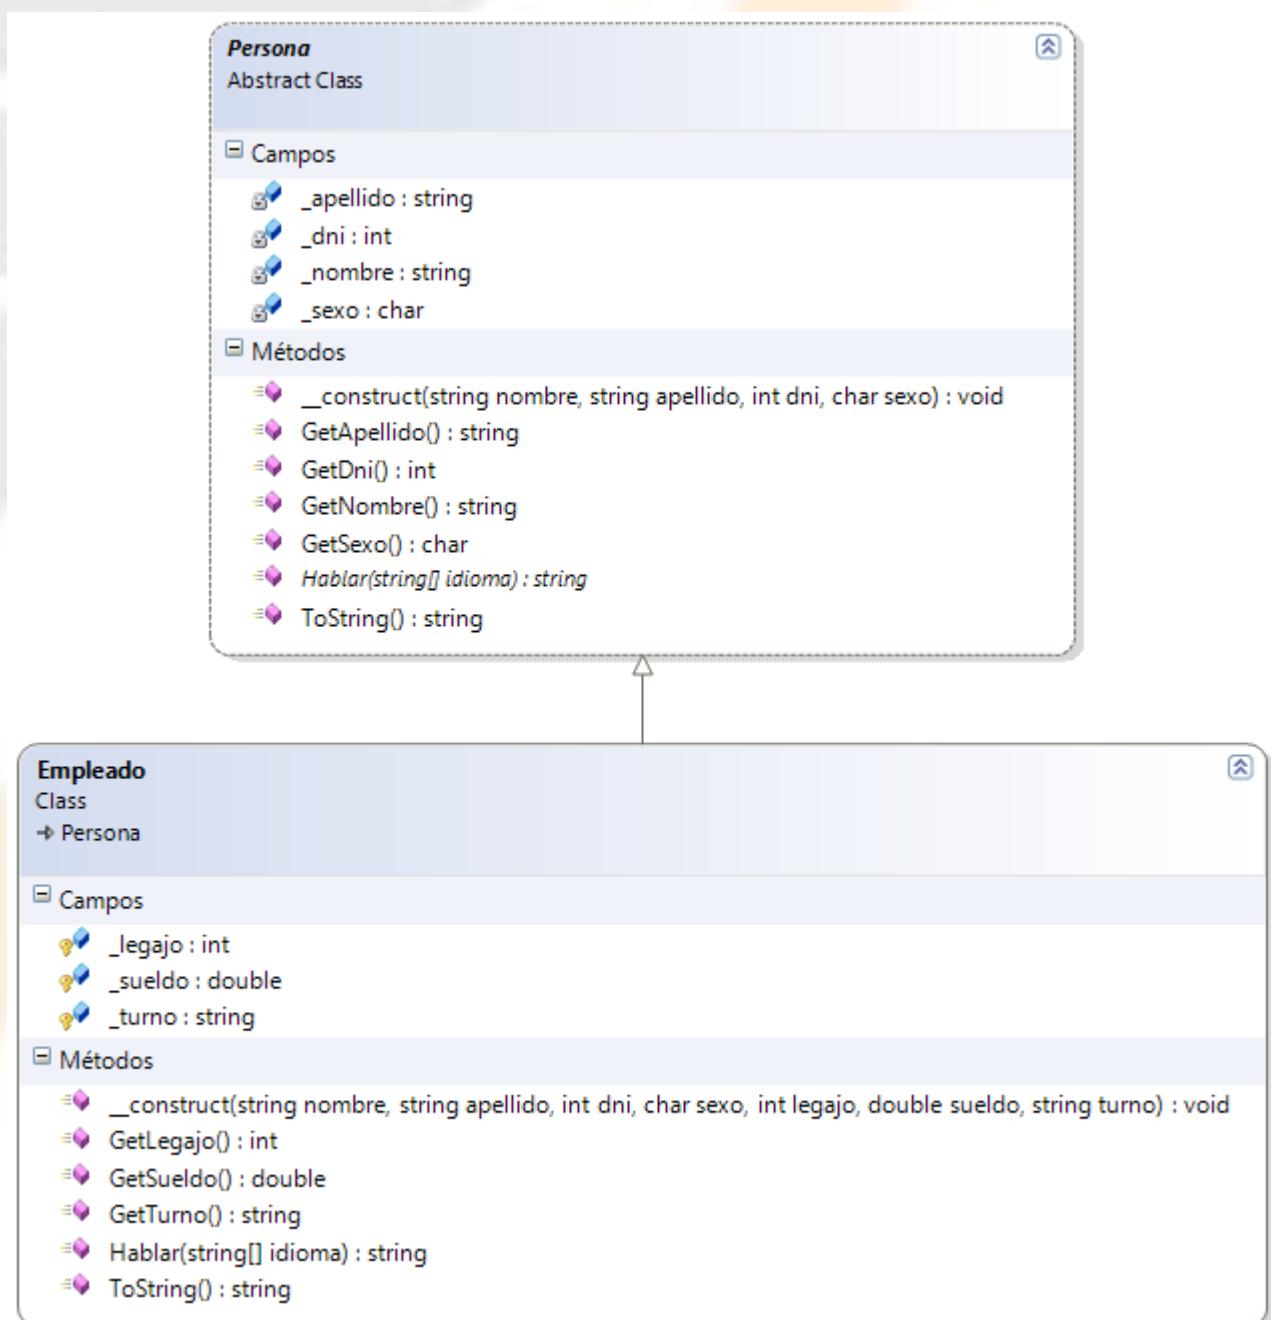 Persona
Abstract Class
Campos
_apellido : string
_dni : int
_nombre : string
_sexo : char
Métodos
__construct(string nombre, string apellido, int dni, char sexo) : void
GetApellido() : string
GetDni() : int
GetNombre() : string
GetSexo() : char
Hablar(string[] idioma) : string
ToString() : string
Empleado
Class
Persona
Campos
_legajo : int
_sueldo : double
_turno : string
Métodos
__construct(string nombre, string apellido, int dni, char sexo, int legajo, double sueldo, string turno) : void
GetLegajo() : int
GetSueldo() : double
GetTurno() : string
Hablar(string[] idioma) : string
ToString() : string